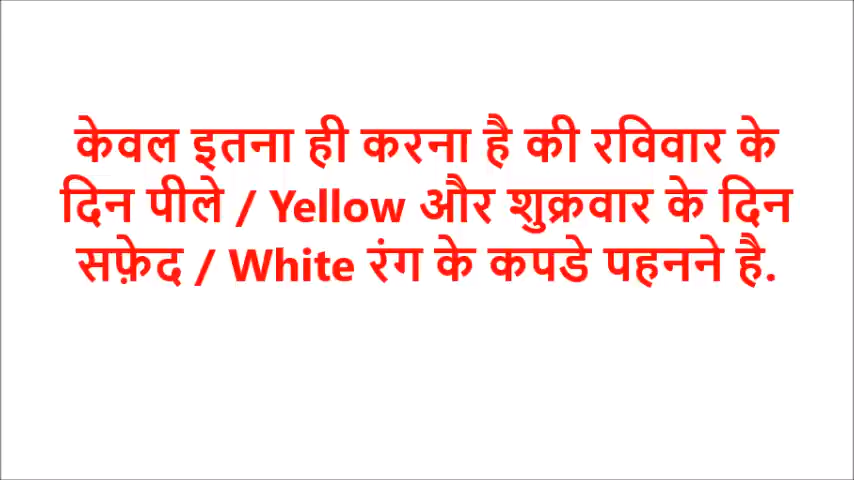 केवल इतना ही करना है की रविवार के
दिन पीले / Yellow और शुक्रवार के दिन
सफ़ेद / White रंग के कपडे पहनने है.